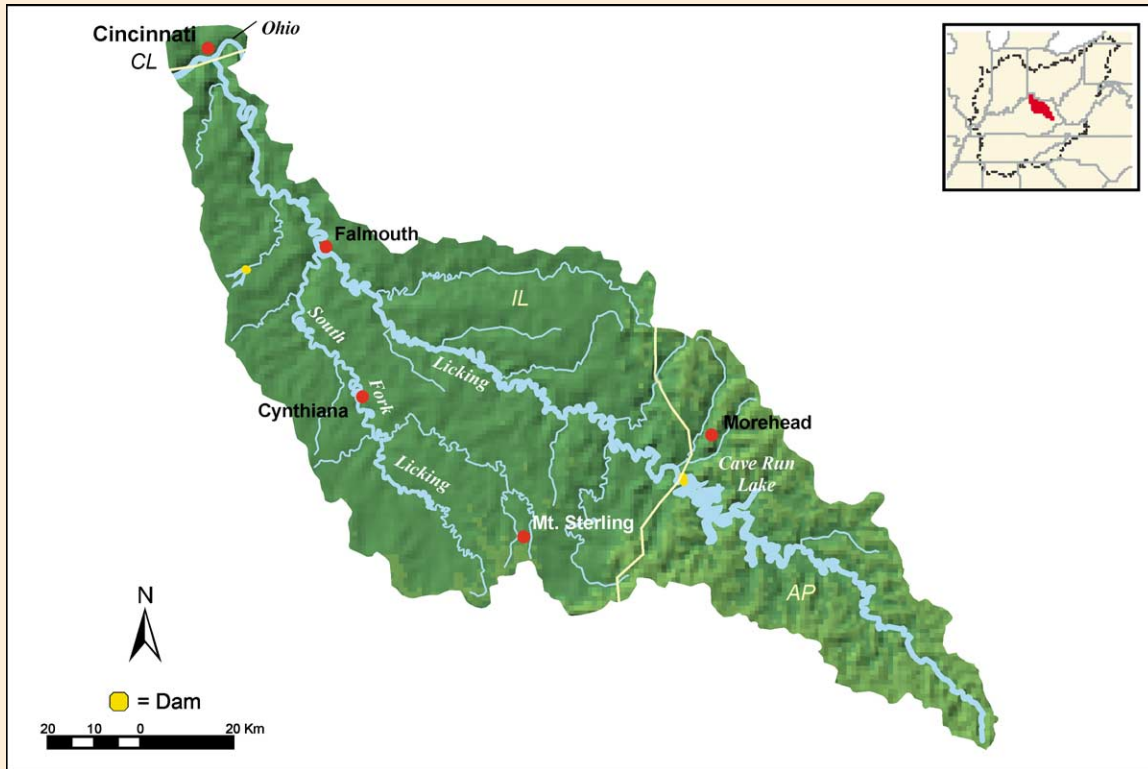 Cincinnati
Ohio
CL
Falmouth
IL
South
Fork
Licking
Licking
Cynthiana
Morehead
Cave Run
Lake
Mt. Sterling
AP
N
= Dam
20 10 0 20 Km